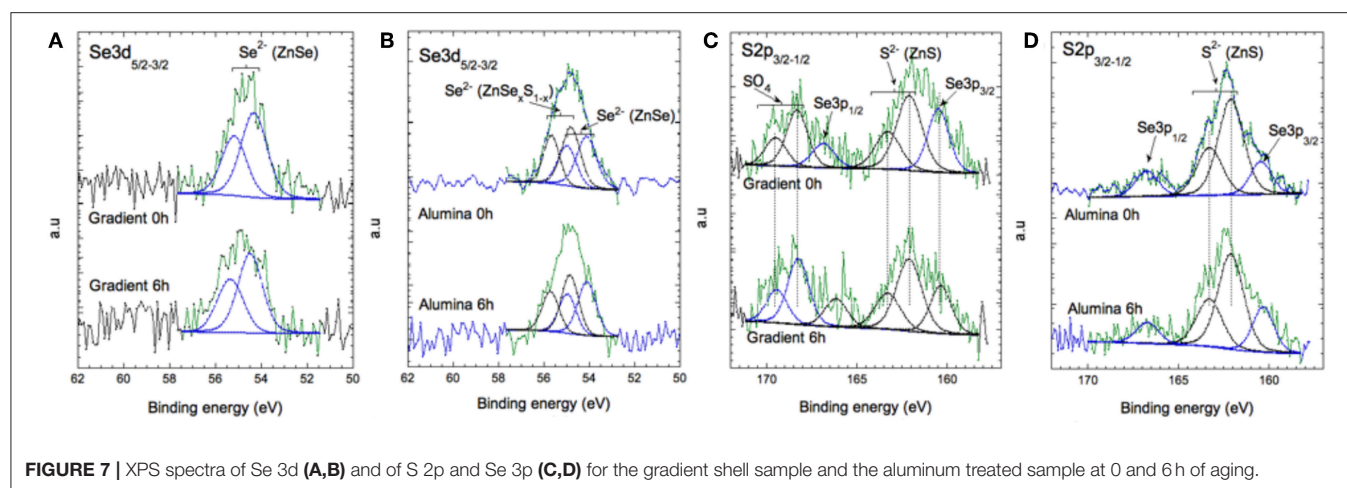 A
Se3d5/2-3/2
Se2- (ZnSe)
Gradient 0h
Gradient 6h
a.u
62 60 58 56 54 52 50
Binding energy (eV)
B
Se3d5/2-3/2
Se2- (ZnSexS1-x)
Se2- (ZnSe)
Alumina 0h
Alumina 6h
62 60 58 56 54 52 50
Binding energy (eV)
C
S2p3/2-1/2
S2- (ZnS)
SO4
Se3p1/2
Se3p3/2
Gradient 0h
Gradient 6h
a.u
170 165 160
Binding energy (eV)
D
S2p3/2-1/2
S2- (ZnS)
Se3p1/2
Se3p3/2
Alumina 0h
Alumina 6h
a.u
170 165 160
Binding energy (eV)
FIGURE 7 | XPS spectra of Se 3d (A,B) and of S 2p and Se 3p (C,D) for the gradient shell sample and the aluminum treated sample at 0 and 6 h of aging.